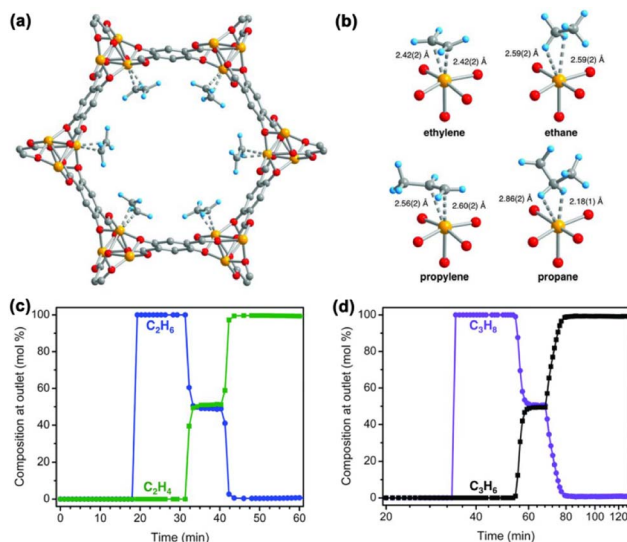 (a)
(b)
2.42(2) Å
2.42(2) Å
ethylene
2.59(2) Å
2.59(2) Å
ethane
2.56(2) Å
2.60(2) Å
propylene
2.86(2) Å
2.18(1) Å
propane
(c)
Composition at outlet (mol %)
100
80
60
40
20
0
C₂H₆
C₂H₄
0 10 20 30 40 50 60
Time (min)
(d)
Composition at outlet (mol %)
100
80
60
40
20
0
C₃H₈
C₃H₆
20 40 60 80 100 120
Time (min)